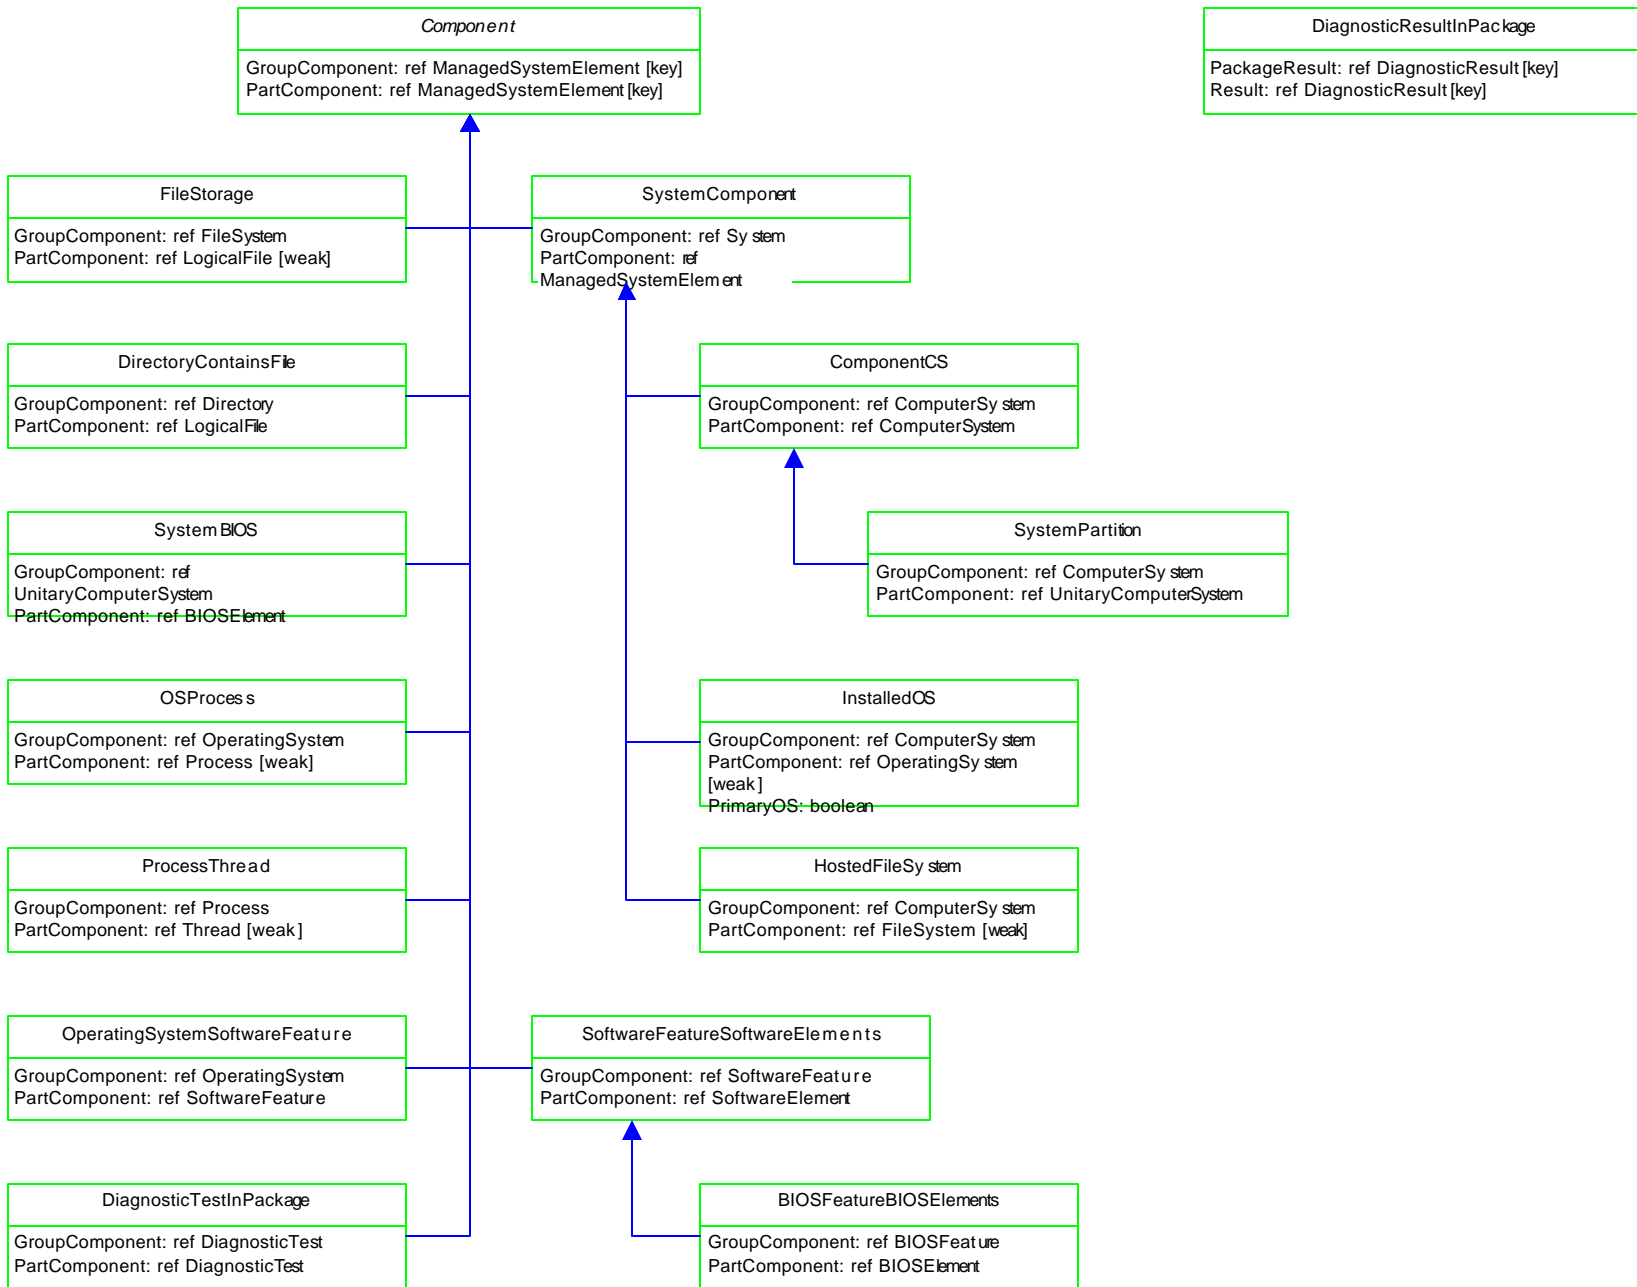 Component
GroupComponent: ref ManagedSystemElement [key]
PartComponent: ref ManagedSystemElement [key]
DiagnosticResultInPackage
PackageResult: ref DiagnosticResult [key]
Result: ref DiagnosticResult [key]
FileStorage
GroupComponent: ref FileSystem
PartComponent: ref LogicalFile [weak]
SystemComponent
GroupComponent: ref System
PartComponent: ref
ManagedSystemElement
DirectoryContainsFile
GroupComponent: ref Directory
PartComponent: ref LogicalFile
ComponentCS
GroupComponent: ref ComputerSystem
PartComponent: ref ComputerSystem
SystemBIOS
GroupComponent: ref
UnitaryComputerSystem
PartComponent: ref BIOSElement
SystemPartition
GroupComponent: ref ComputerSystem
PartComponent: ref UnitaryComputerSystem
OSProcess
GroupComponent: ref OperatingSystem
PartComponent: ref Process [weak]
InstalledOS
GroupComponent: ref ComputerSystem
PartComponent: ref OperatingSystem
[weak]
PrimaryOS: boolean
ProcessThread
GroupComponent: ref Process
PartComponent: ref Thread [weak]
HostedFileSystem
GroupComponent: ref ComputerSystem
PartComponent: ref FileSystem [weak]
OperatingSystemSoftwareFeature
GroupComponent: ref OperatingSystem
PartComponent: ref SoftwareFeature
SoftwareFeatureSoftwareElements
GroupComponent: ref SoftwareFeature
PartComponent: ref SoftwareElement
DiagnosticTestInPackage
GroupComponent: ref DiagnosticTest
PartComponent: ref DiagnosticTest
BIOSFeatureBIOSElements
GroupComponent: ref BIOSFeature
PartComponent: ref BIOSElement